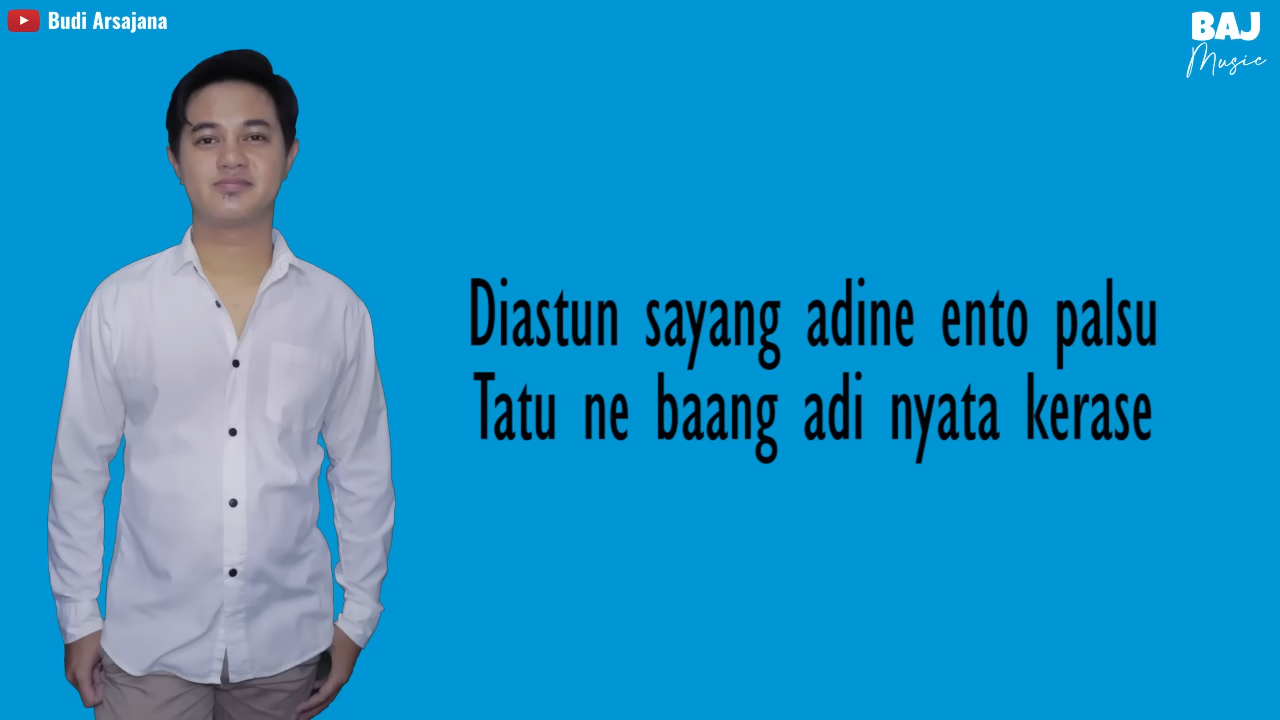 Budi Arsajana
BAJ
Music
Diastun sayang adine ento palsu
Tatu ne baang adi nyata kerase